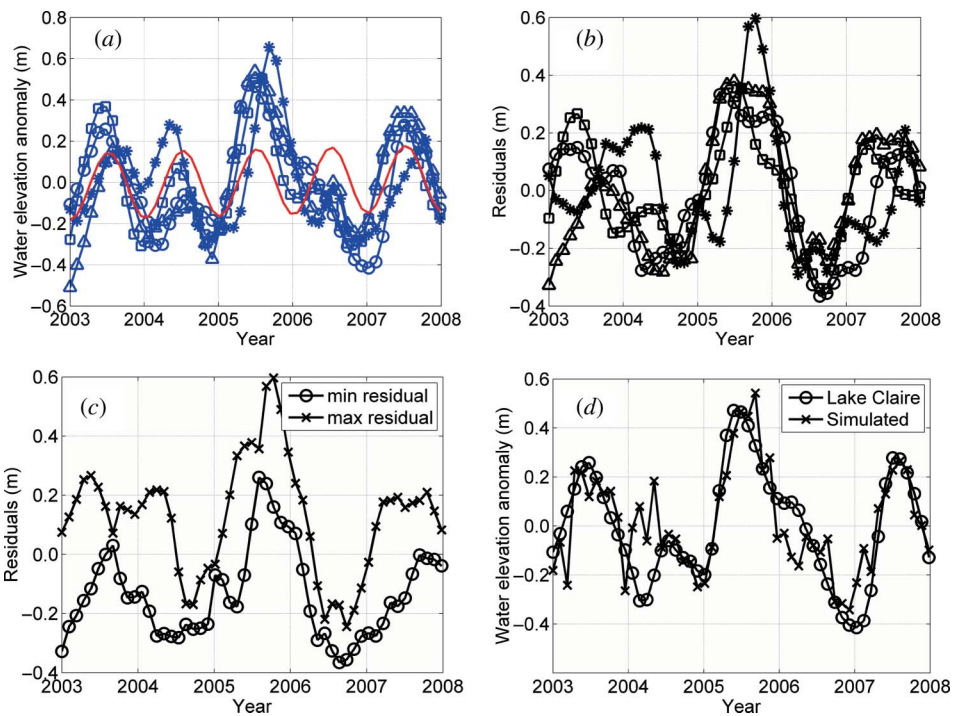 (a)
Water elevation anomaly (m)
0.8
0.6
0.4
0.2
0.0
−0.2
−0.4
−0.6
2003 2004 2005 2006 2007 2008
Year
(b)
Residuals (m)
0.6
0.4
0.2
0.0
−0.2
−0.4
2003 2004 2005 2006 2007 2008
Year
(c)
min residual
max residual
Residuals (m)
0.6
0.4
0.2
0.0
−0.2
−0.4
2003 2004 2005 2006 2007 2008
Year
(d)
Lake Claire
Simulated
Water elevation anomaly (m)
0.6
0.4
0.2
0.0
−0.2
−0.4
2003 2004 2005 2006 2007 2008
Year